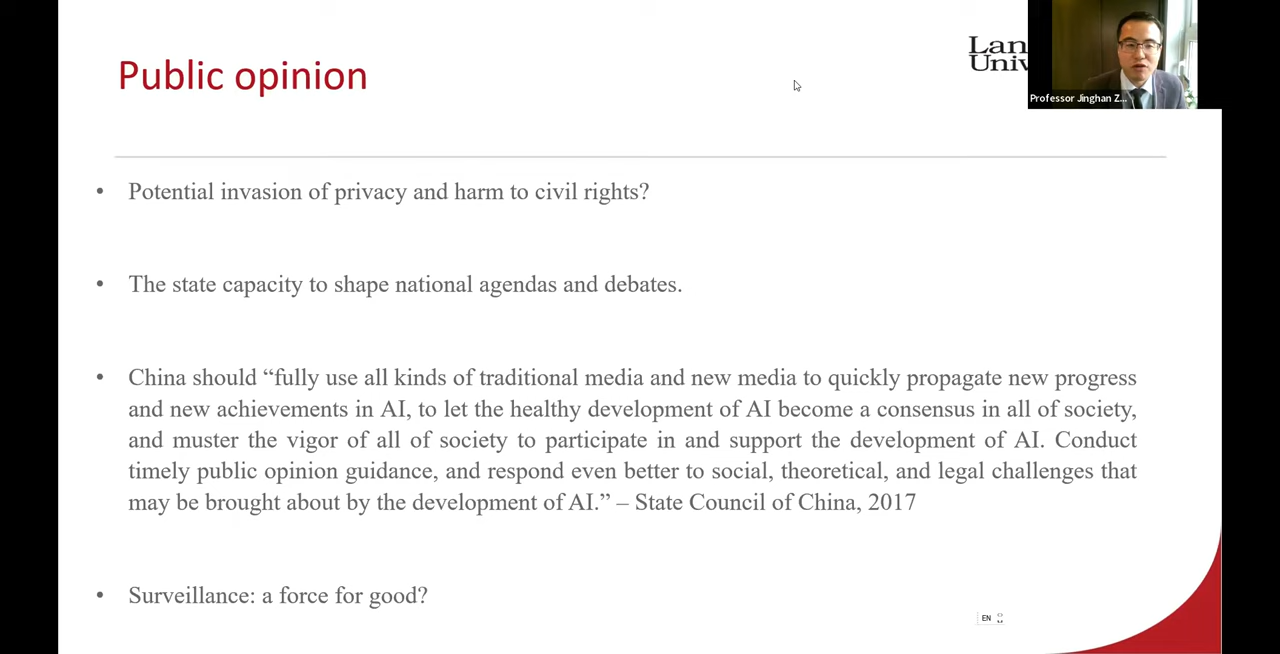 Public opinion
Lan
Univ
Professor Jinghan Z...
• Potential invasion of privacy and harm to civil rights?
• The state capacity to shape national agendas and debates.
• China should “fully use all kinds of traditional media and new media to quickly propagate new progress
and new achievements in AI, to let the healthy development of AI become a consensus in all of society,
and muster the vigor of all of society to participate in and support the development of AI. Conduct
timely public opinion guidance, and respond even better to social, theoretical, and legal challenges that
may be brought about by the development of AI.” – State Council of China, 2017
• Surveillance: a force for good?
EN